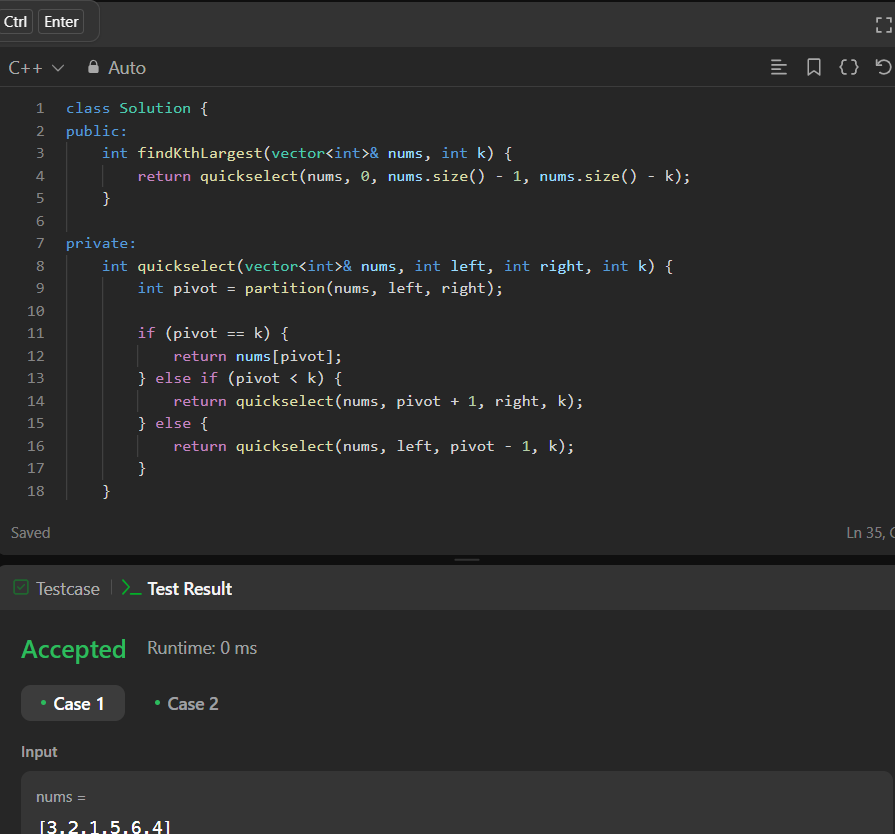 Ctrl Enter
C++ Auto
1 class Solution {
2 public:
3     int findKthLargest(vector<int>& nums, int k) {
4         return quickselect(nums, 0, nums.size() - 1, nums.size() - k);
5     }
6
7 private:
8     int quickselect(vector<int>& nums, int left, int right, int k) {
9         int pivot = partition(nums, left, right);
10
11         if (pivot == k) {
12             return nums[pivot];
13         } else if (pivot < k) {
14             return quickselect(nums, pivot + 1, right, k);
15         } else {
16             return quickselect(nums, left, pivot - 1, k);
17         }
18     }
Saved Ln 35,
Testcase Test Result
Accepted Runtime: 0 ms
Case 1 Case 2
Input
nums =
[3,2,1,5,6,4]